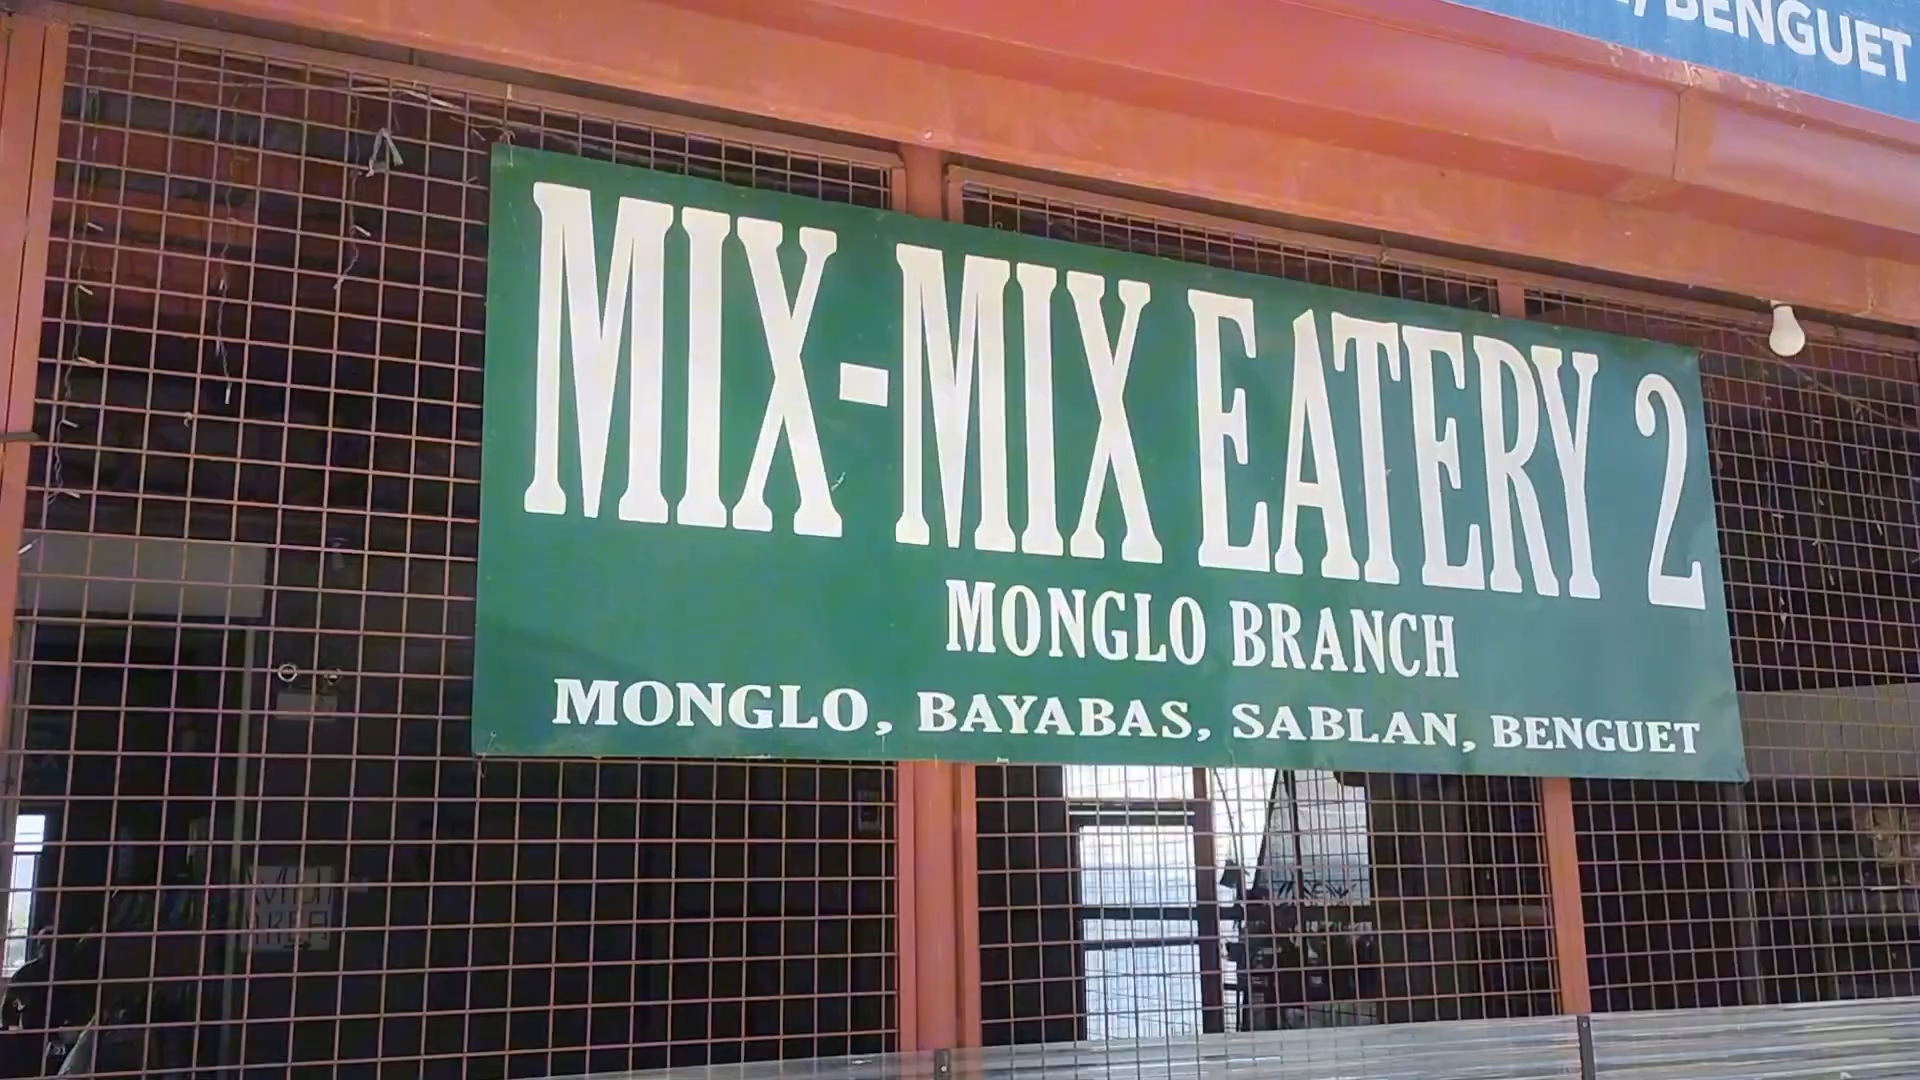 BENGUET
MIX-MIX EATERY 2
MONGLO BRANCH
MONGLO, BAYABAS, SABLAN, BENGUET